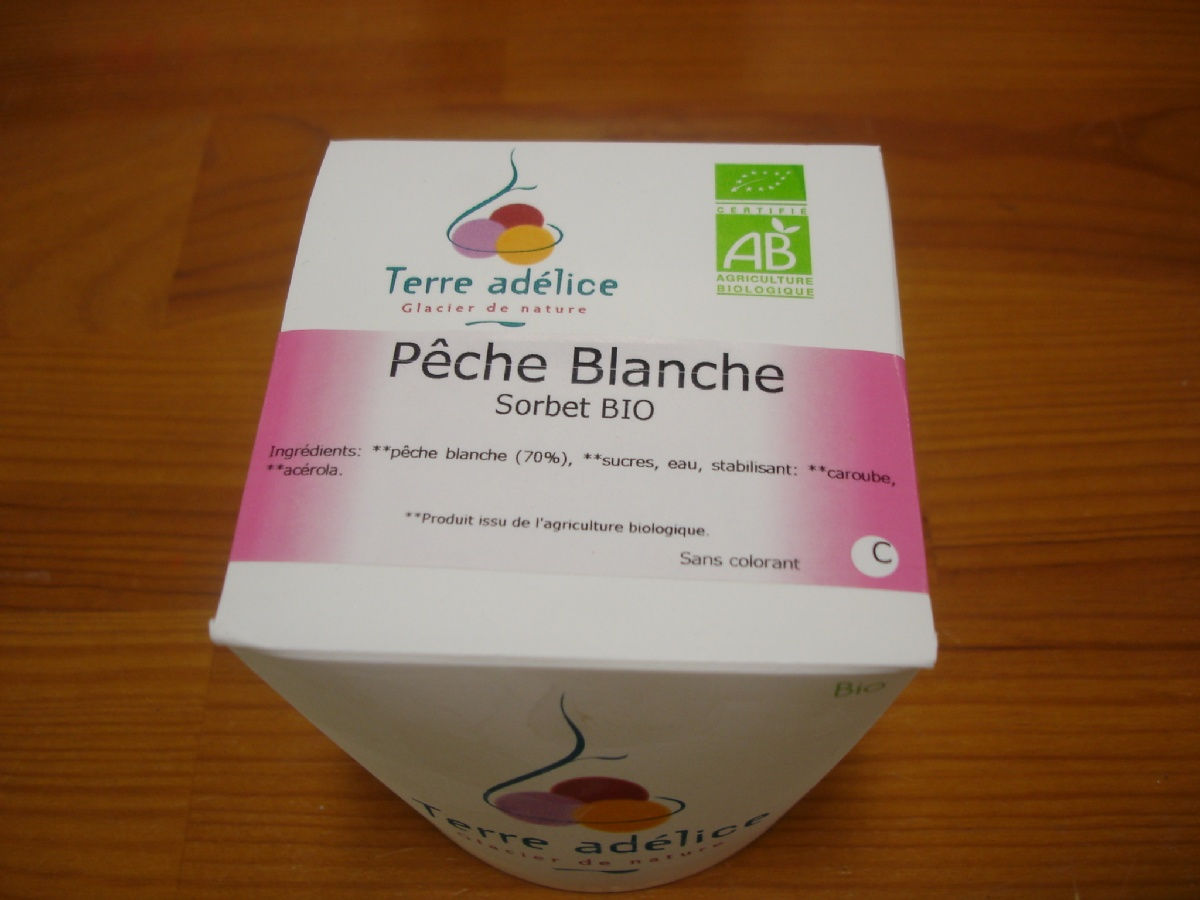 CERTIFIÉ
AB
AGRICULTURE
BIOLOGIQUE
Terre adélice
Glacier de nature
Pêche Blanche
Sorbet BIO
Ingrédients: **pêche blanche (70%), **sucres, eau, stabilisant: **caroube,
**acérola.
**Produit issu de l'agriculture biologique.
Sans colorant
C
Bio
Terre adélice
Glacier de nature